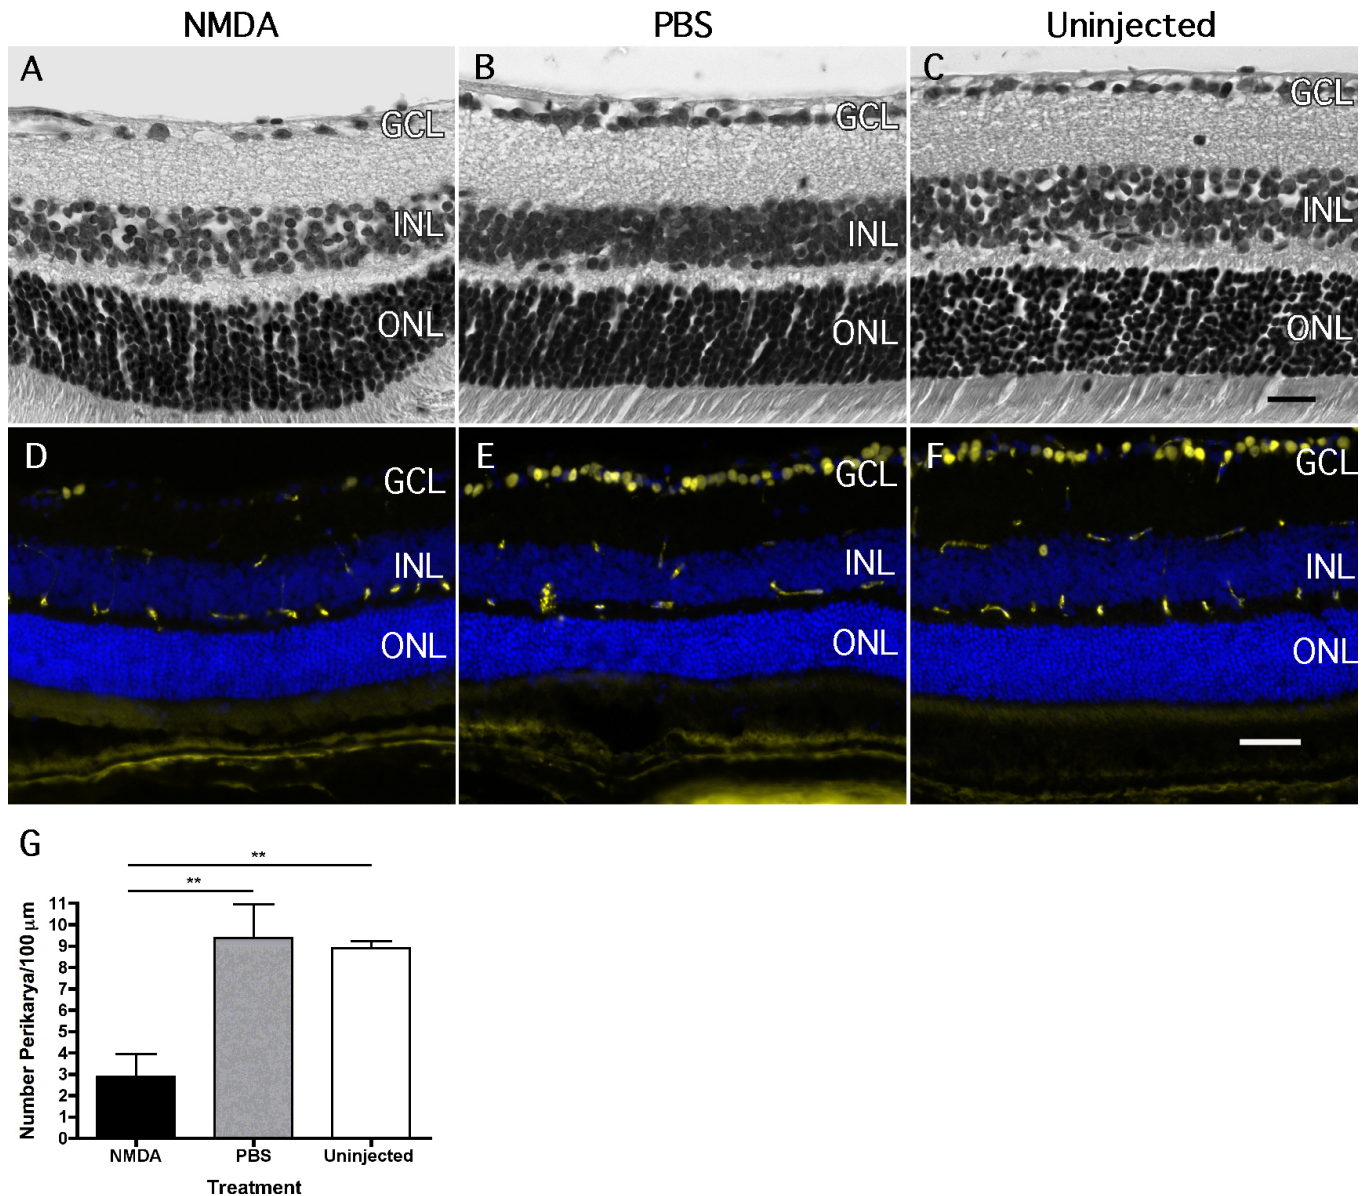 NMDA PBS Uninjected
A B C
GCL GCL GCL
INL INL INL
ONL ONL ONL
D E F
GCL GCL GCL
INL INL INL
ONL ONL ONL
G
**
**
Number Perikarya/100 μm
11
10
9
8
7
6
5
4
3
2
1
0
NMDA PBS Uninjected
Treatment